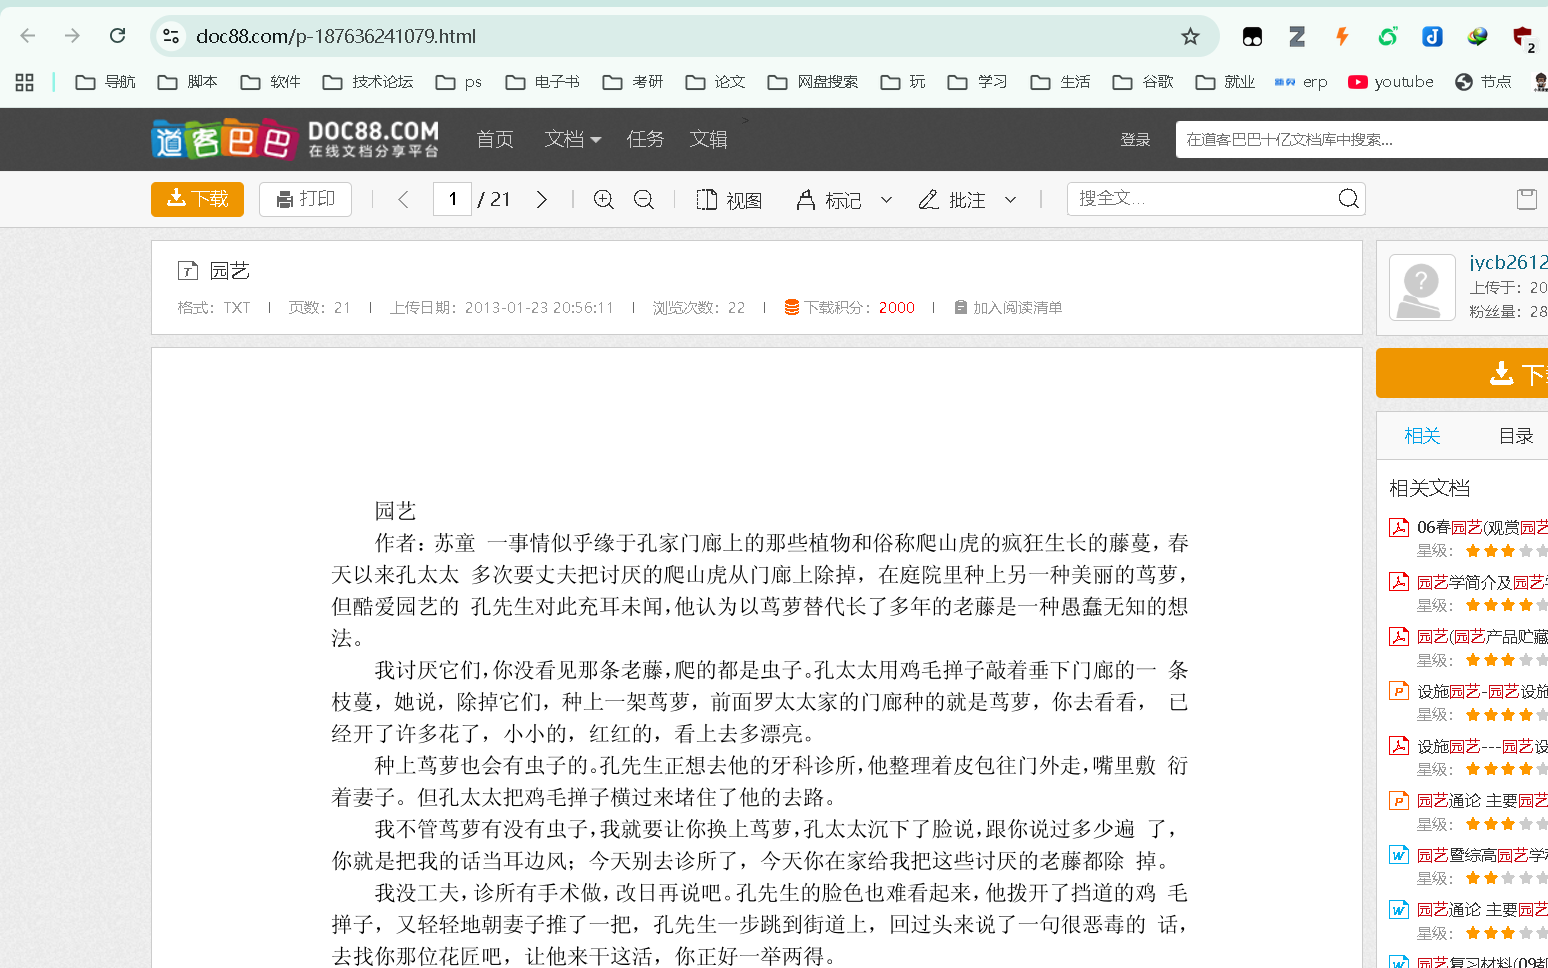 doc88.com/p-187636241079.html
2
导航 脚本 软件 技术论坛 ps 电子书 考研 论文 网盘搜索 玩 学习 生活 谷歌 就业 erp youtube 节点
道客巴巴 DOC88.COM 在线文档分享平台 首页 文档 任务 文辑 > 登录 在道客巴巴十亿文档库中搜索...
下载 打印 1 / 21 视图 标记 批注 搜全文...
园艺
格式: TXT 页数: 21 上传日期: 2013-01-23 20:56:11 浏览次数: 22 下载积分: 2000 加入阅读清单
jycb2612
上传于: 20
粉丝量: 28
下
相关 目录
相关文档
06春园艺(观赏园艺
星级:
园艺学简介及园艺
星级:
园艺(园艺产品贮藏
星级:
设施园艺-园艺设施
星级:
设施园艺---园艺设
星级:
园艺通论 主要园艺
星级:
园艺暨综高园艺学
星级:
园艺通论 主要园艺
星级:
园艺复习材料(09都
园艺
作者: 苏童 一事情似乎缘于孔家门廊上的那些植物和俗称爬山虎的疯狂生长的藤蔓, 春
天以来孔太太 多次要丈夫把讨厌的爬山虎从门廊上除掉, 在庭院里种上另一种美丽的茑萝,
但酷爱园艺的 孔先生对此充耳未闻, 他认为以茑萝替代长了多年的老藤是一种愚蠢无知的想
法。
我讨厌它们, 你没看见那条老藤, 爬的都是虫子。孔太太用鸡毛掸子敲着垂下门廊的一 条
枝蔓, 她说, 除掉它们, 种上一架茑萝, 前面罗太太家的门廊种的就是茑萝, 你去看看, 已
经开了许多花了, 小小的, 红红的, 看上去多漂亮。
种上茑萝也会有虫子的。孔先生正想去他的牙科诊所, 他整理着皮包往门外走, 嘴里敷 衍
着妻子。但孔太太把鸡毛掸子横过来堵住了他的去路。
我不管茑萝有没有虫子, 我就要让你换上茑萝, 孔太太沉下了脸说, 跟你说过多少遍 了,
你就是把我的话当耳边风; 今天别去诊所了, 今天你在家给我把这些讨厌的老藤都除 掉。
我没工夫, 诊所有手术做, 改日再说吧。孔先生的脸色也难看起来, 他拨开了挡道的鸡 毛
掸子, 又轻轻地朝妻子推了一把, 孔先生一步跳到街道上, 回过头来说了一句很恶毒的 话,
去找你那位花匠吧, 让他来干这活, 你正好一举两得。